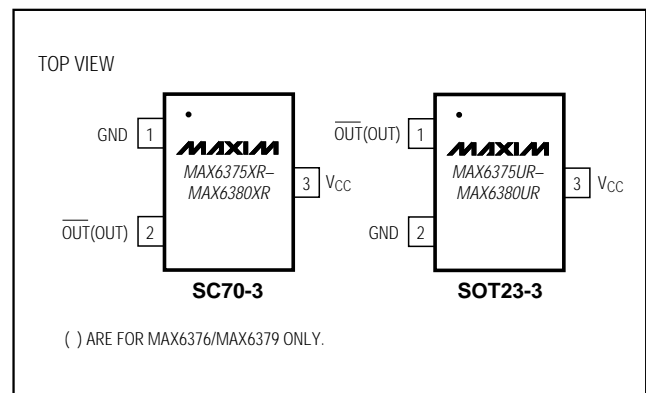 TOP VIEW
GND 1
MAXIM
MAX6375XR–
MAX6380XR
3 VCC
OUT(OUT) 2
SC70-3
OUT(OUT) 1
MAXIM
MAX6375UR–
MAX6380UR
3 VCC
GND 2
SOT23-3
( ) ARE FOR MAX6376/MAX6379 ONLY.